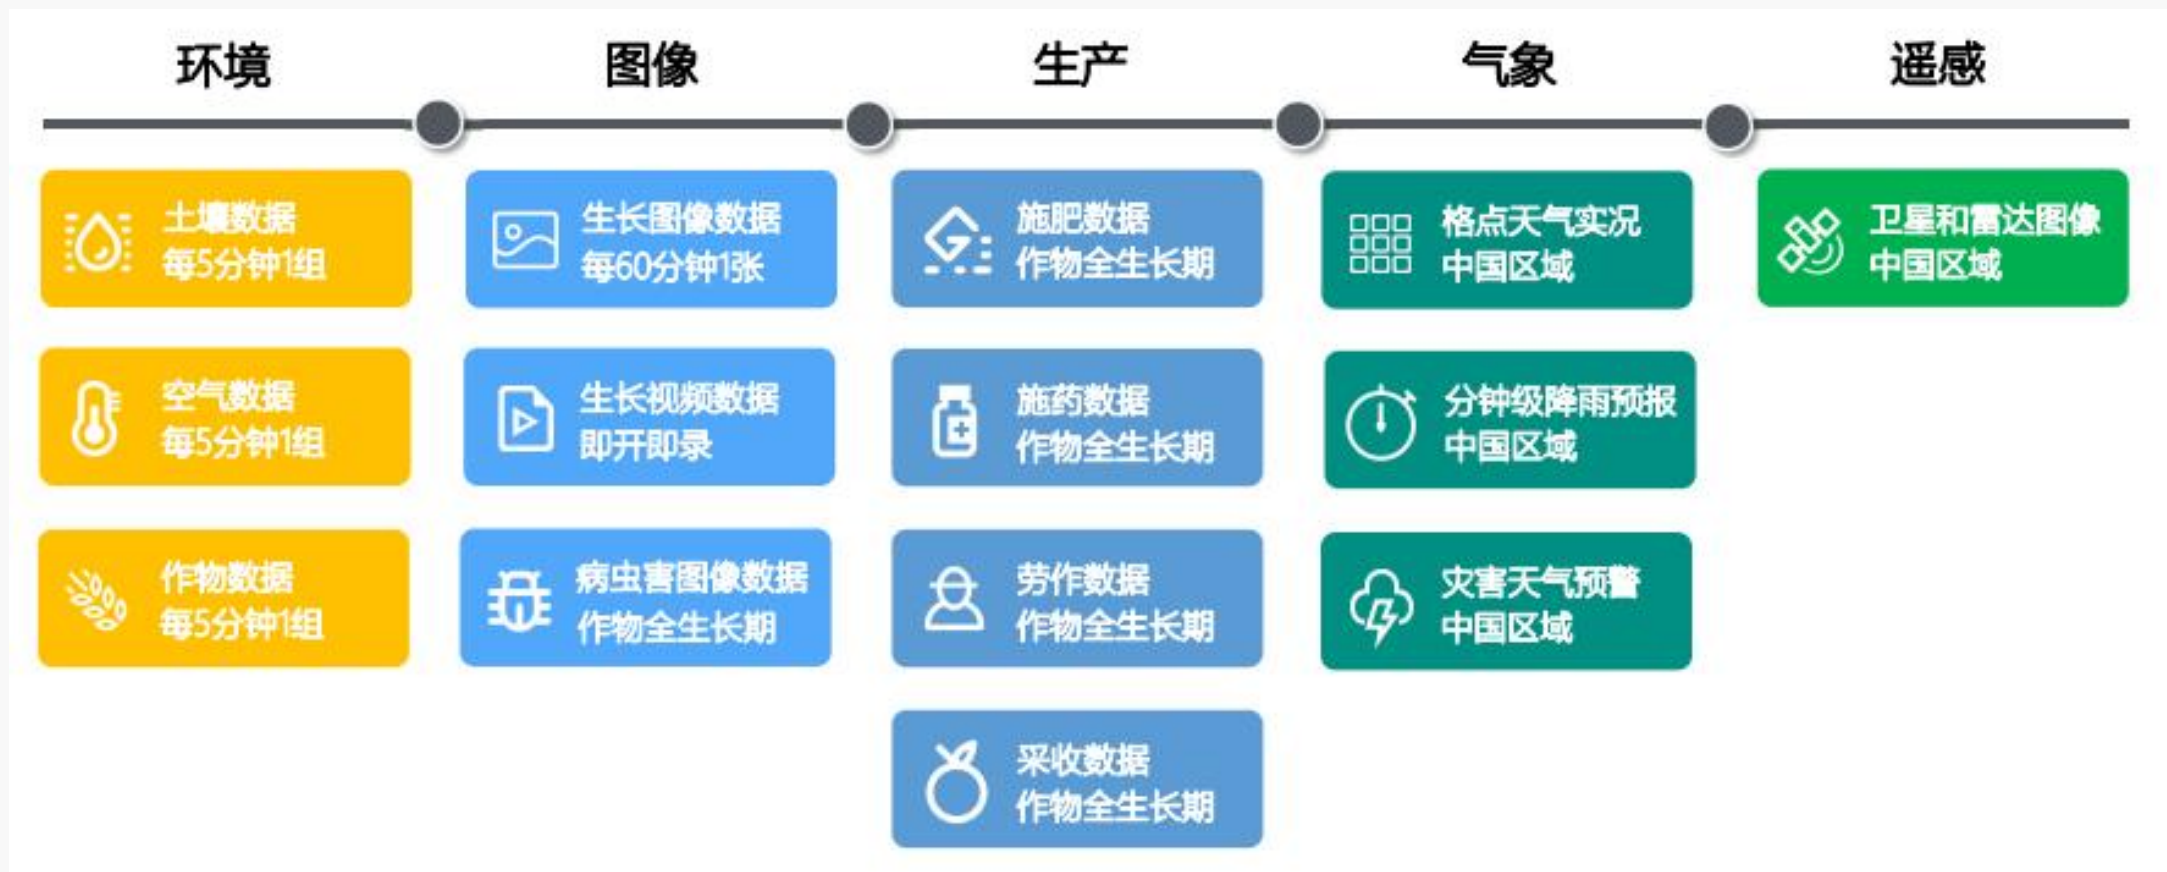 环境
图像
生产
气象
遥感
土壤数据
每5分钟1组
空气数据
每5分钟1组
作物数据
每5分钟1组
生长图像数据
每60分钟1张
生长视频数据
即开即录
病虫害图像数据
作物全生长期
施肥数据
作物全生长期
施药数据
作物全生长期
劳作数据
作物全生长期
采收数据
作物全生长期
格点天气实况
中国区域
分钟级降雨预报
中国区域
灾害天气预警
中国区域
卫星和雷达图像
中国区域